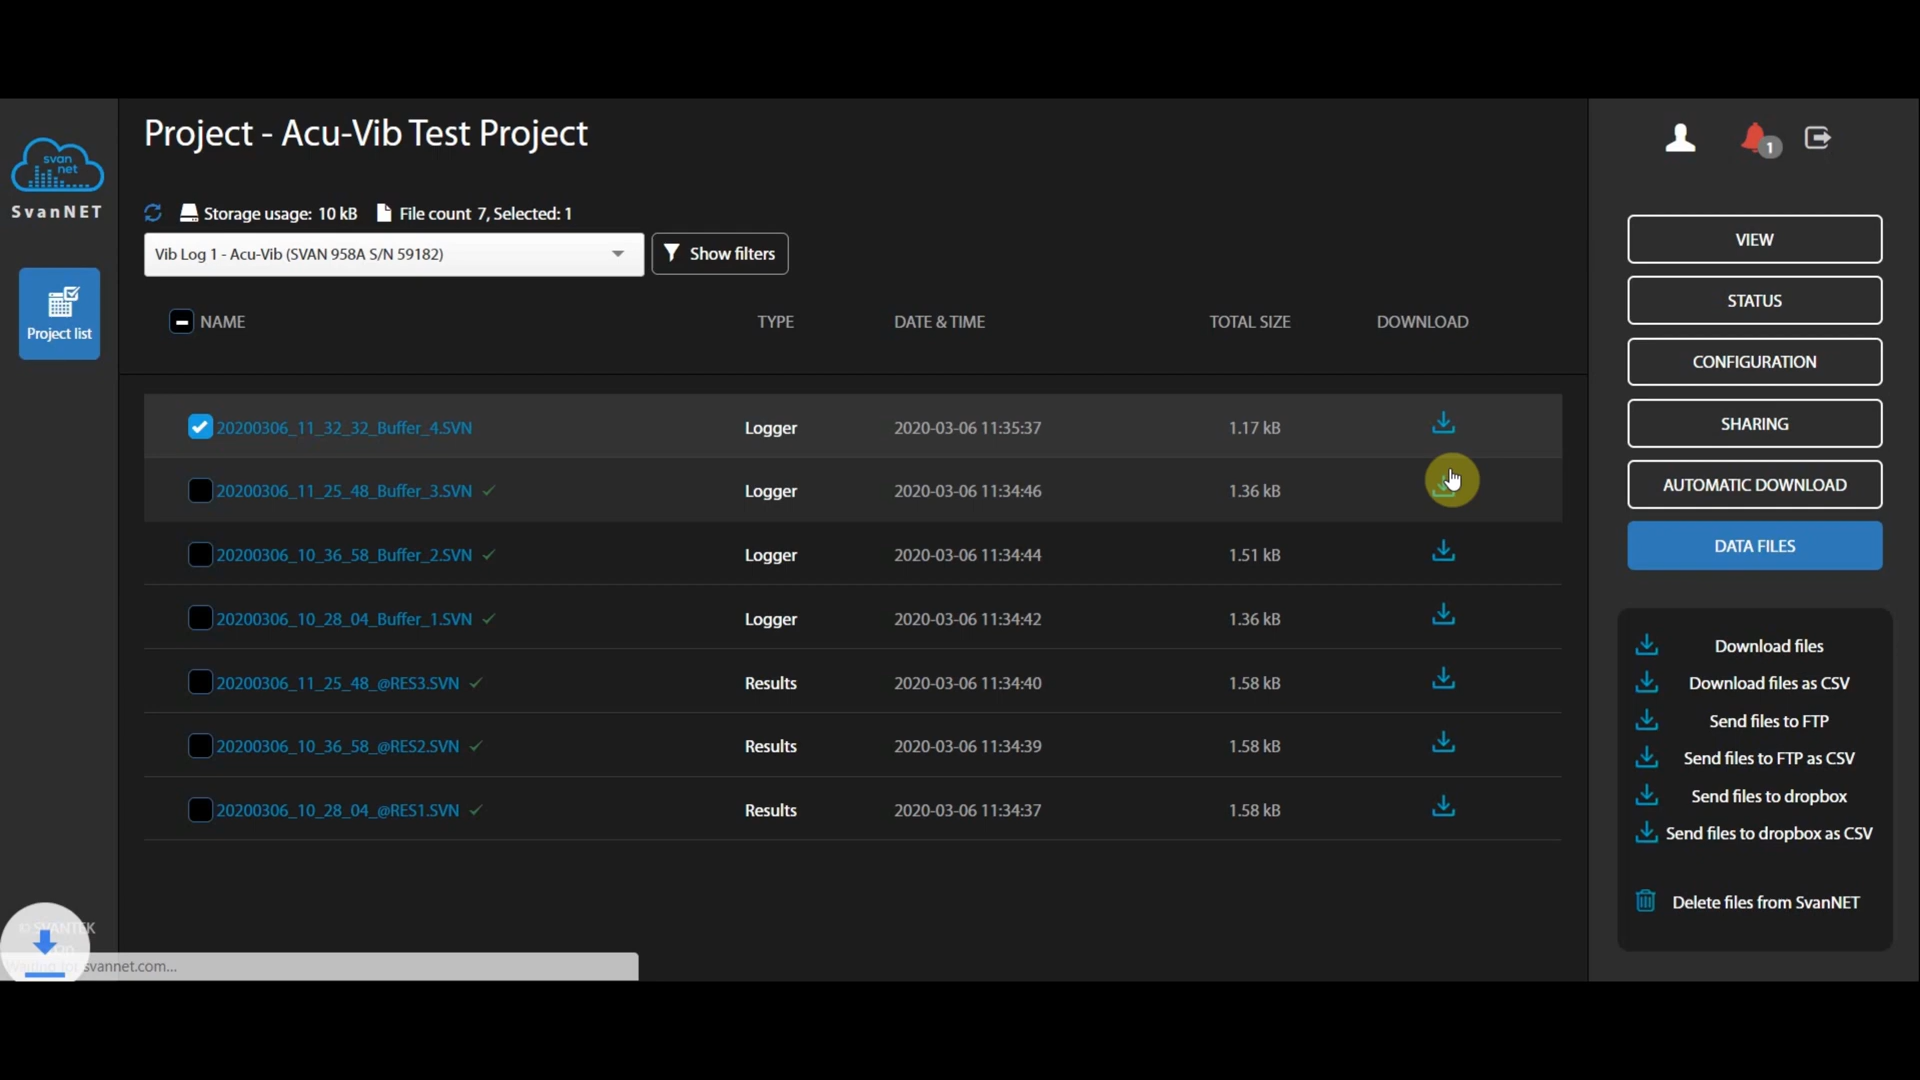 Project - Acu-Vib Test Project
svan
net
SvanNET
1
Storage usage: 10 kB File count 7, Selected: 1
Vib Log 1 - Acu-Vib (SVAN 958A S/N 59182)
Show filters
VIEW
STATUS
CONFIGURATION
SHARING
AUTOMATIC DOWNLOAD
DATA FILES
Project list
NAME TYPE DATE & TIME TOTAL SIZE DOWNLOAD
20200306_11_32_32_Buffer_4.SVN Logger 2020-03-06 11:35:37 1.17 kB
20200306_11_25_48_Buffer_3.SVN Logger 2020-03-06 11:34:46 1.36 kB
20200306_10_36_58_Buffer_2.SVN Logger 2020-03-06 11:34:44 1.51 kB
20200306_10_28_04_Buffer_1.SVN Logger 2020-03-06 11:34:42 1.36 kB
20200306_11_25_48_@RES3.SVN Results 2020-03-06 11:34:40 1.58 kB
20200306_10_36_58_@RES2.SVN Results 2020-03-06 11:34:39 1.58 kB
20200306_10_28_04_@RES1.SVN Results 2020-03-06 11:34:37 1.58 kB
Download files
Download files as CSV
Send files to FTP
Send files to FTP as CSV
Send files to dropbox
Send files to dropbox as CSV
Delete files from SvanNET
© SVANTEK
svannet.com...